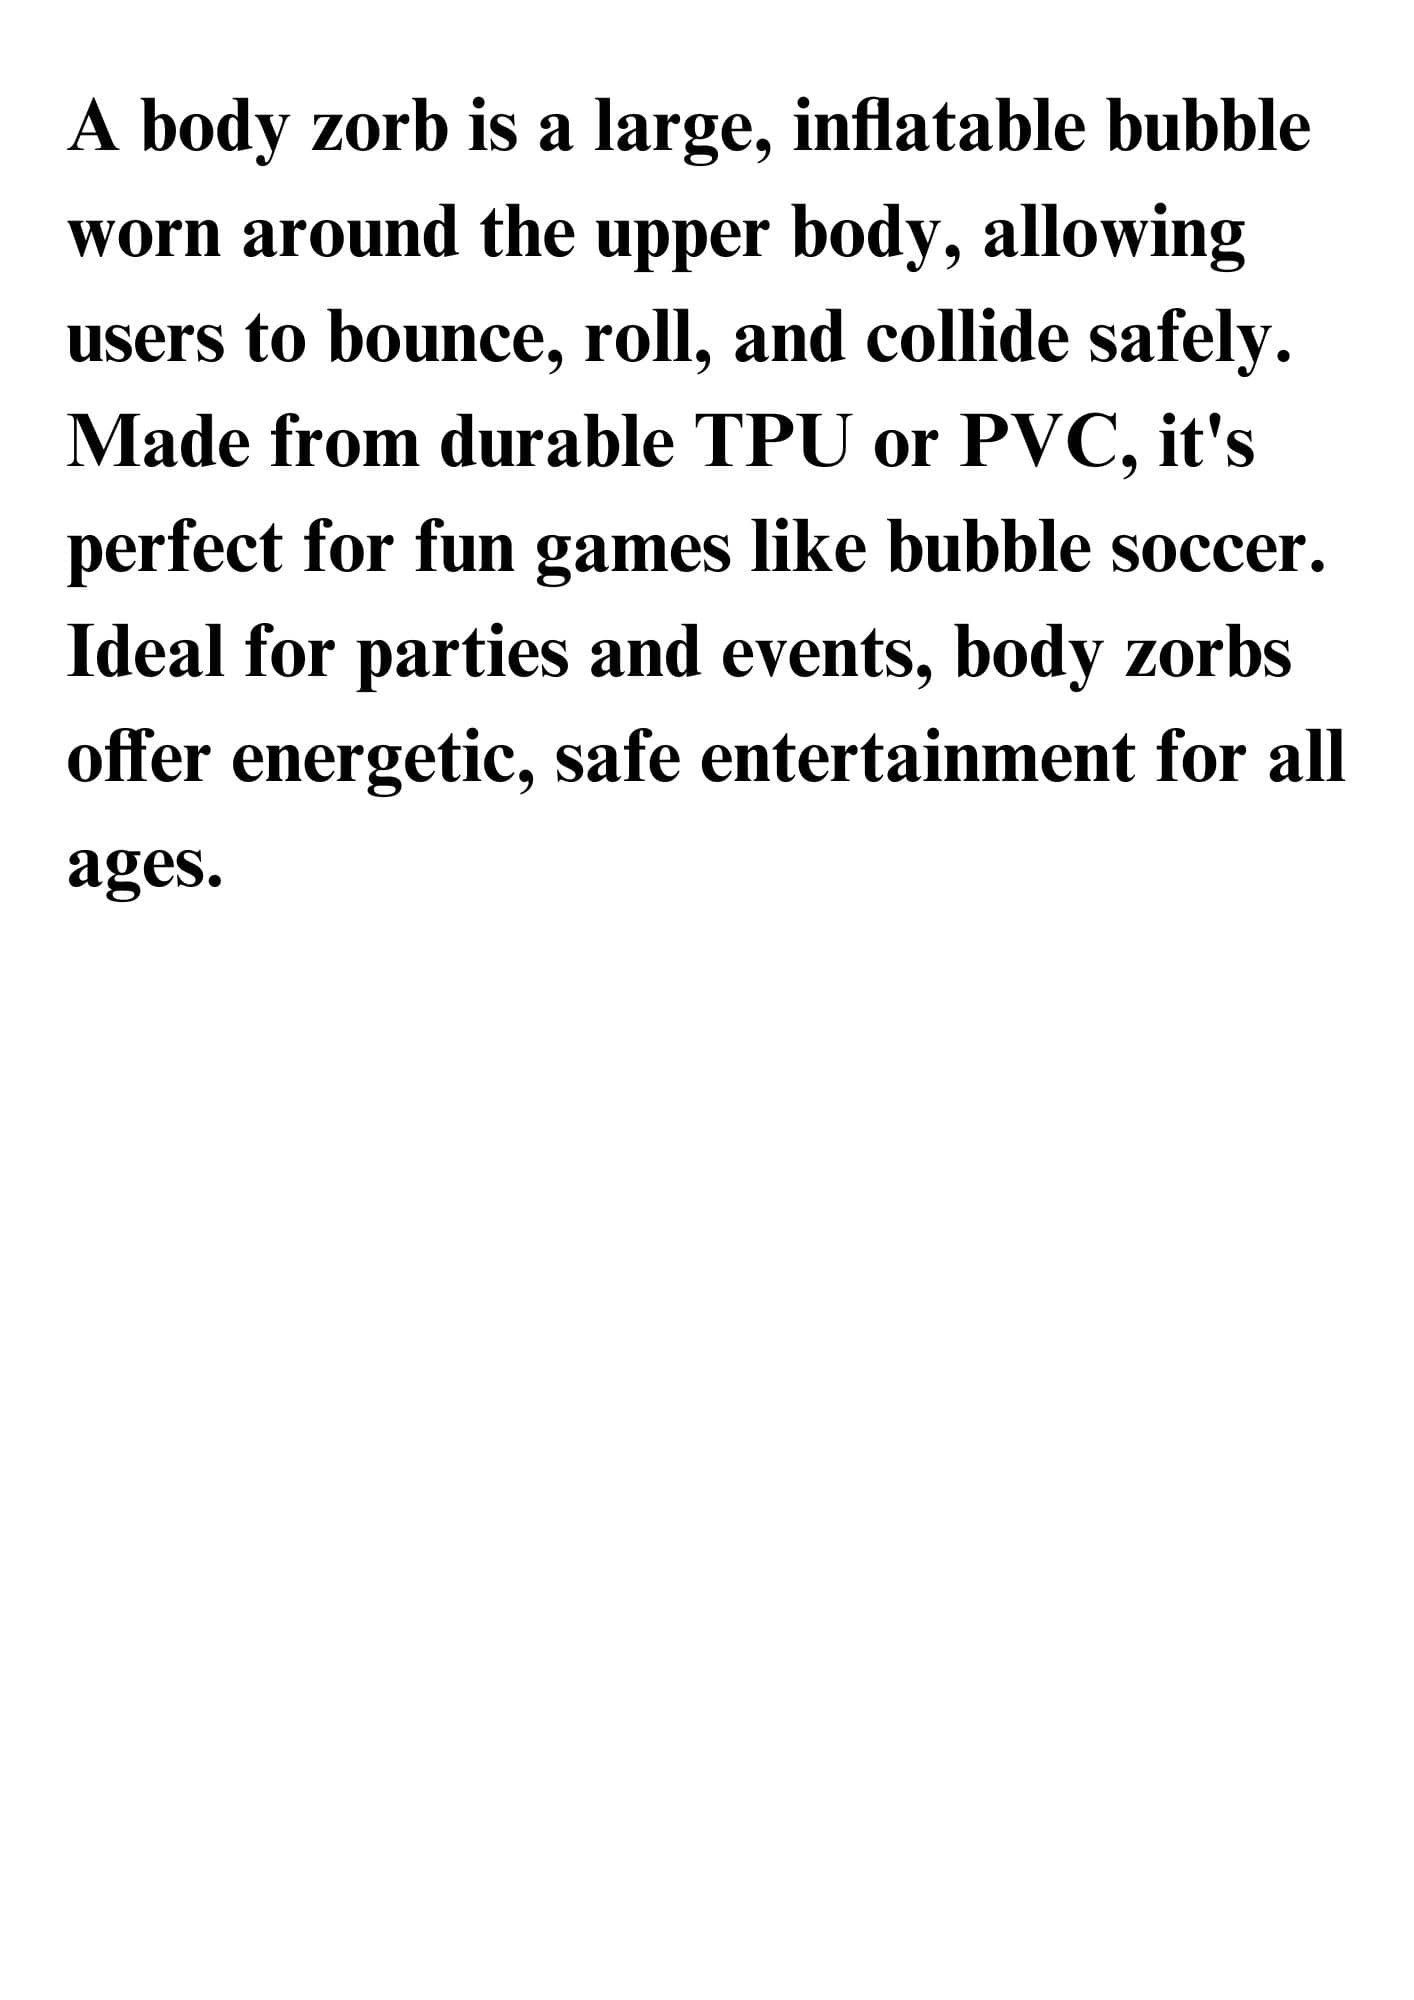 A body zorb is a large, inflatable bubble
worn around the upper body, allowing
users to bounce, roll, and collide safely.
Made from durable TPU or PVC, it's
perfect for fun games like bubble soccer.
Ideal for parties and events, body zorbs
offer energetic, safe entertainment for all
ages.